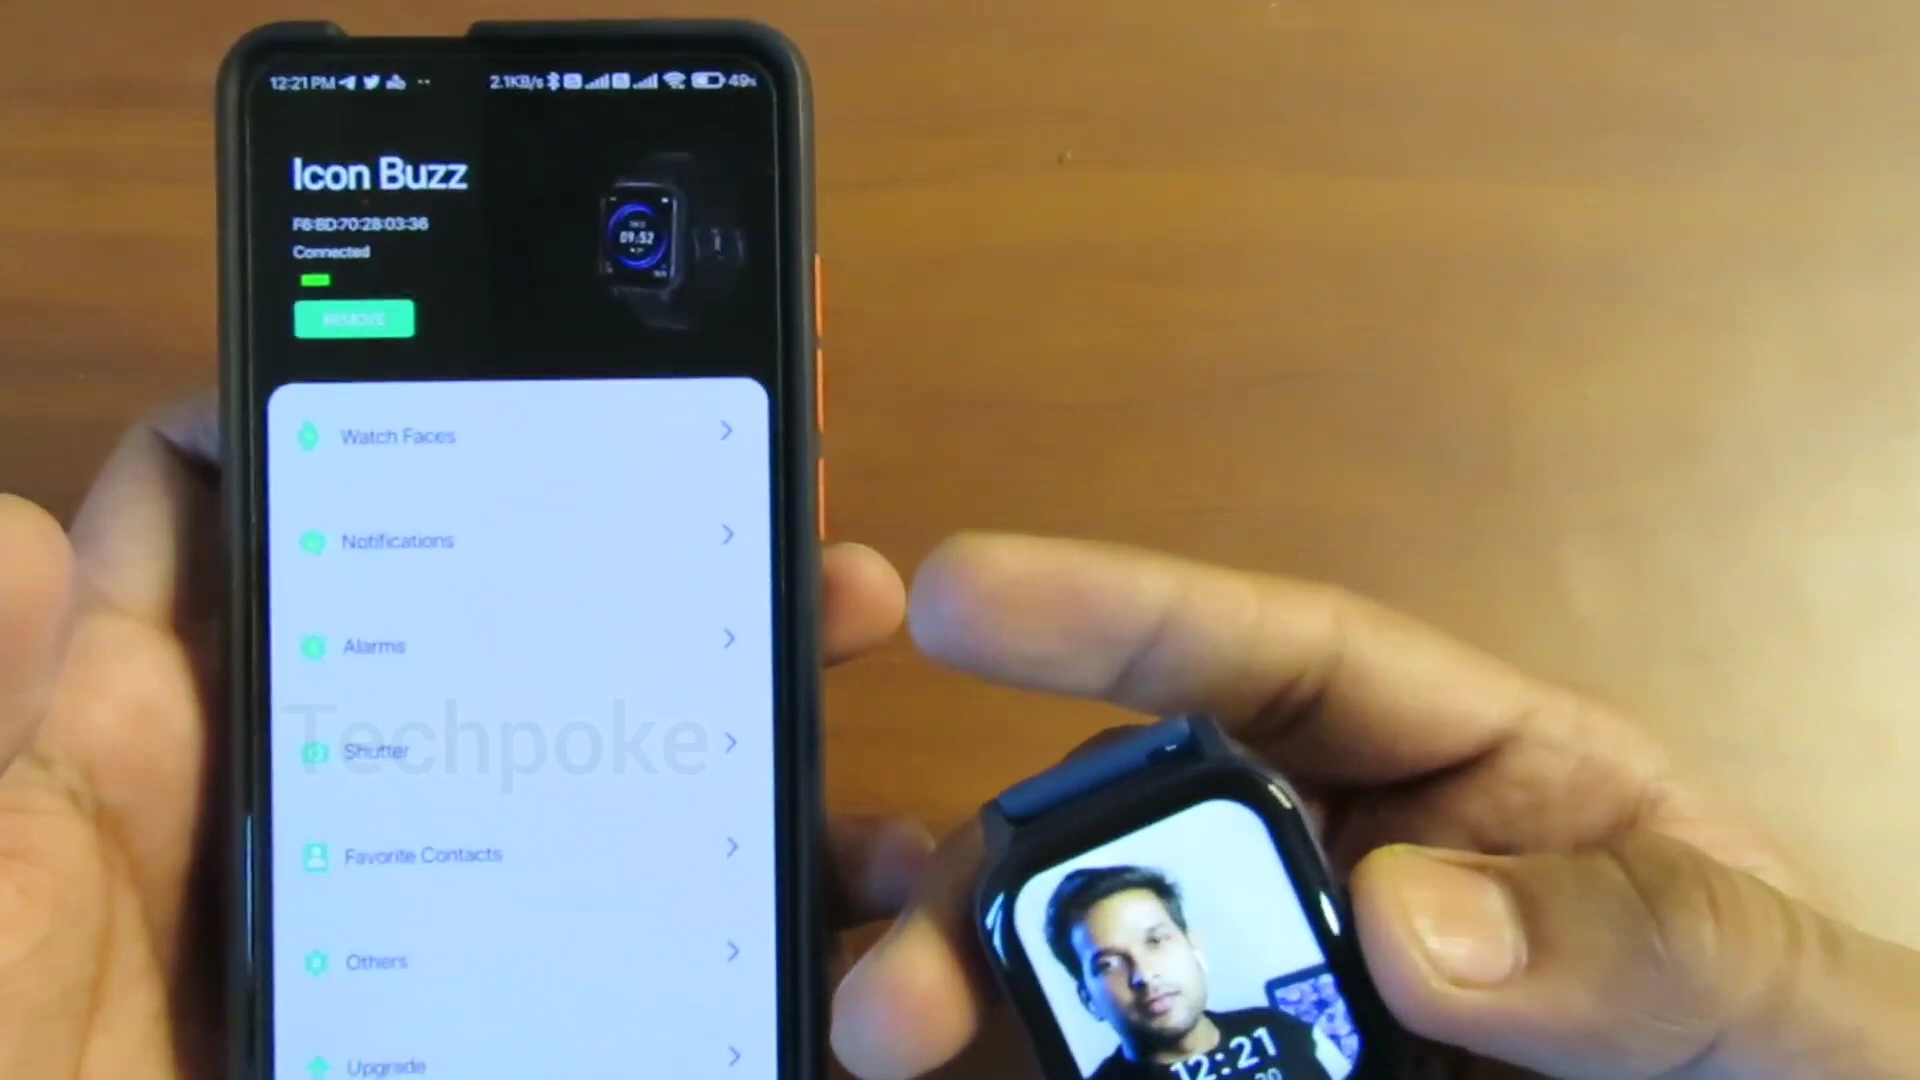 12:21 PM
2.1KB/s
49%
Icon Buzz
F6:BD:70:28:03:36
Connected
REMOVE
09:52
Watch Faces
Notifications
Alarms
Techpoke
Shutter
Favorite Contacts
Others
Upgrade
12:21